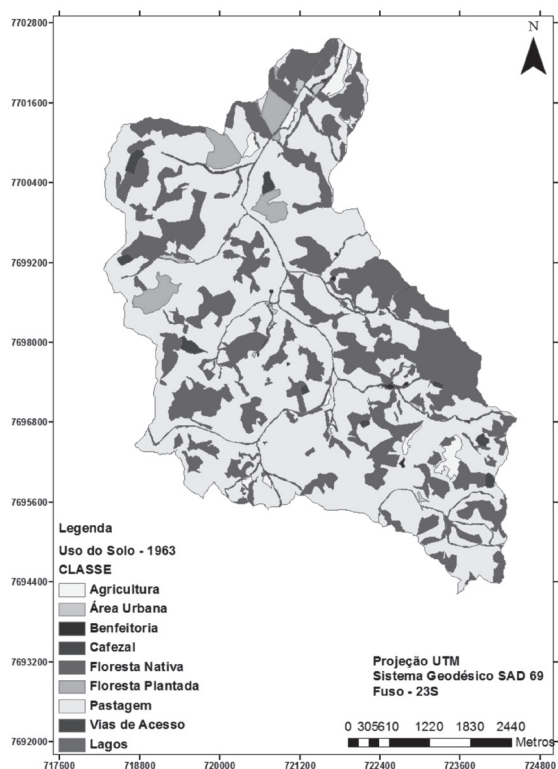 7702800
N
7701600
7700400
7699200
7698000
7696800
7695600
Legenda
Uso do Solo - 1963
CLASSE
7694400
Agricultura
Área Urbana
Benfeitoria
Cafezal
7693200
Floresta Nativa
Floresta Plantada
Pastagem
Vias de Acesso
Lagos
Projeção UTM
Sistema Geodésico SAD 69
Fuso - 23S
0 305610 1220 1830 2440
Metros
7692000
717600 718800 720000 721200 722400 723600 724800